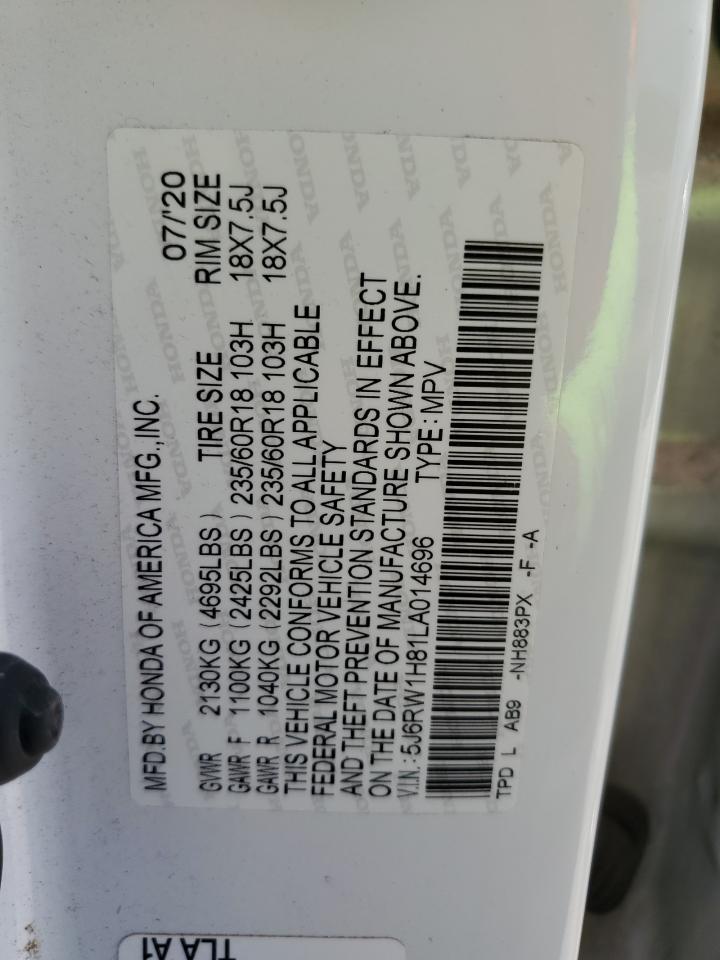 MFD.BY HONDA OF AMERICA MFG.,INC. 07/'20
GVWR 2130KG (4695LBS) TIRE SIZE RIM SIZE
GAWR F 1100KG (2425LBS) 235/60R18 103H 18X7.5J
GAWR R 1040KG (2292LBS) 235/60R18 103H 18X7.5J
THIS VEHICLE CONFORMS TO ALL APPLICABLE
FEDERAL MOTOR VEHICLE SAFETY
AND THEFT PREVENTION STANDARDS IN EFFECT
ON THE DATE OF MANUFACTURE SHOWN ABOVE.
V.I.N.: 5J6RW1H81LA014696 TYPE: MPV
TPD L AB9 -NH883PX -F -A
TLA A1